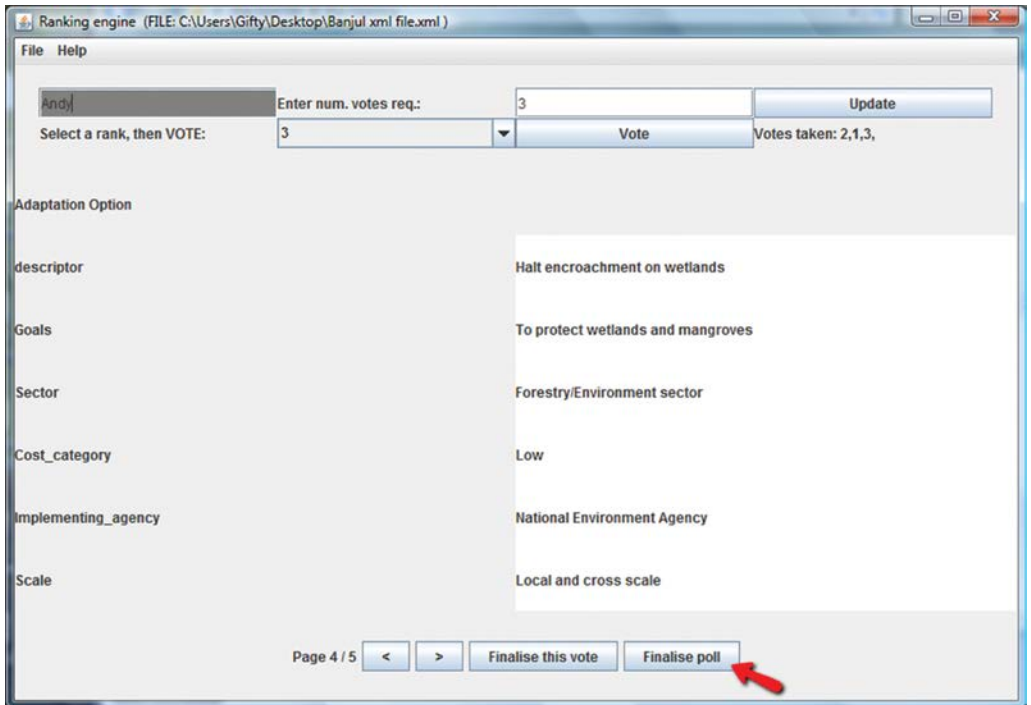 Ranking engine (FILE: C:\Users\Gifty\Desktop\Banjul xml file.xml )
File Help
Andy Enter num. votes req.: 3 Update
Select a rank, then VOTE: 3 Vote Votes taken: 2,1,3,
Adaptation Option
descriptor Halt encroachment on wetlands
Goals To protect wetlands and mangroves
Sector Forestry/Environment sector
Cost_category Low
Implementing_agency National Environment Agency
Scale Local and cross scale
Page 4 / 5 < > Finalise this vote Finalise poll